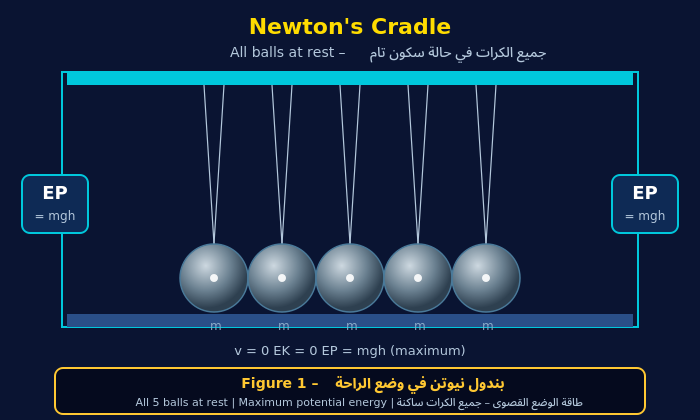 Newton's Cradle
All balls at rest – جميع الكرات في حالة سكون تام
EP
= mgh
EP
= mgh
m m m m m
v = 0 EK = 0 EP = mgh (maximum)
Figure 1 – بندول نيوتن في وضع الراحة
All 5 balls at rest | Maximum potential energy | طاقة الوضع القصوى – جميع الكرات ساكنة